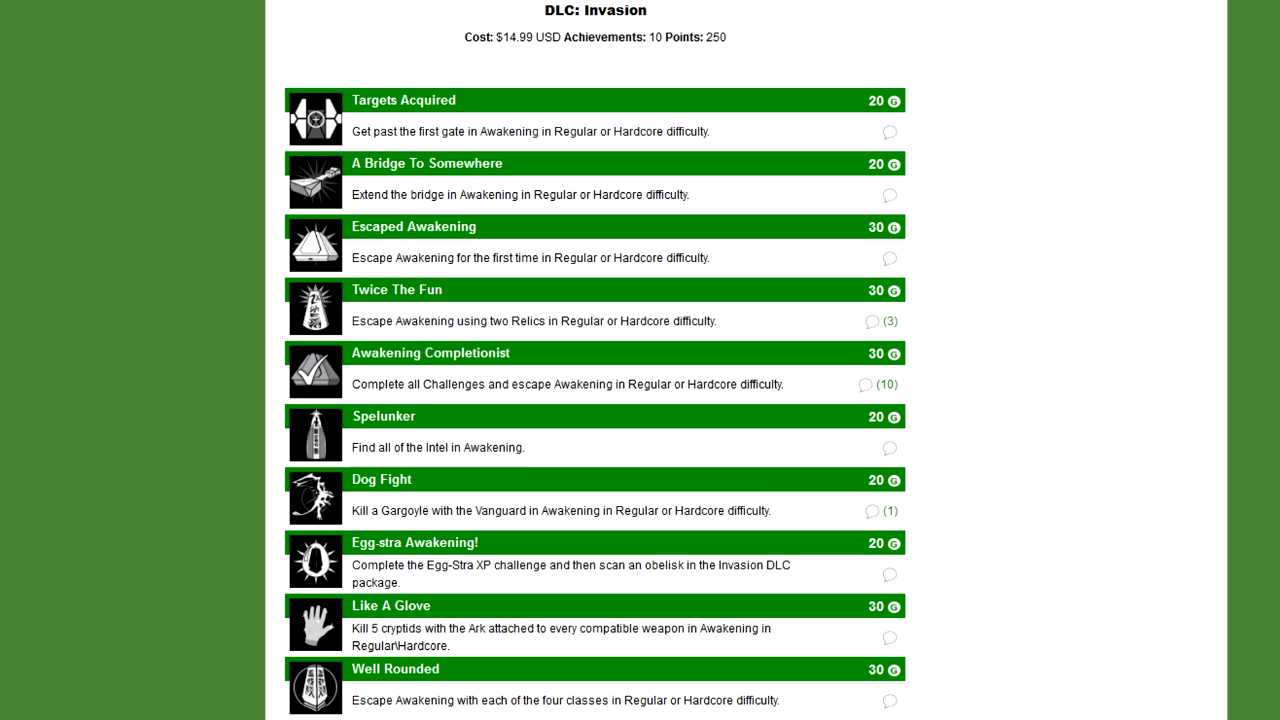 DLC: Invasion
Cost: $14.99 USD Achievements: 10 Points: 250
Targets Acquired 20 G
Get past the first gate in Awakening in Regular or Hardcore difficulty.
A Bridge To Somewhere 20 G
Extend the bridge in Awakening in Regular or Hardcore difficulty.
Escaped Awakening 30 G
Escape Awakening for the first time in Regular or Hardcore difficulty.
Twice The Fun 30 G
Escape Awakening using two Relics in Regular or Hardcore difficulty. (3)
Awakening Completionist 30 G
Complete all Challenges and escape Awakening in Regular or Hardcore difficulty. (10)
Spelunker 20 G
Find all of the Intel in Awakening.
Dog Fight 20 G
Kill a Gargoyle with the Vanguard in Awakening in Regular or Hardcore difficulty. (1)
Egg-stra Awakening! 20 G
Complete the Egg-Stra XP challenge and then scan an obelisk in the Invasion DLC
package.
Like A Glove 30 G
Kill 5 cryptids with the Ark attached to every compatible weapon in Awakening in
Regular\Hardcore.
Well Rounded 30 G
Escape Awakening with each of the four classes in Regular or Hardcore difficulty.